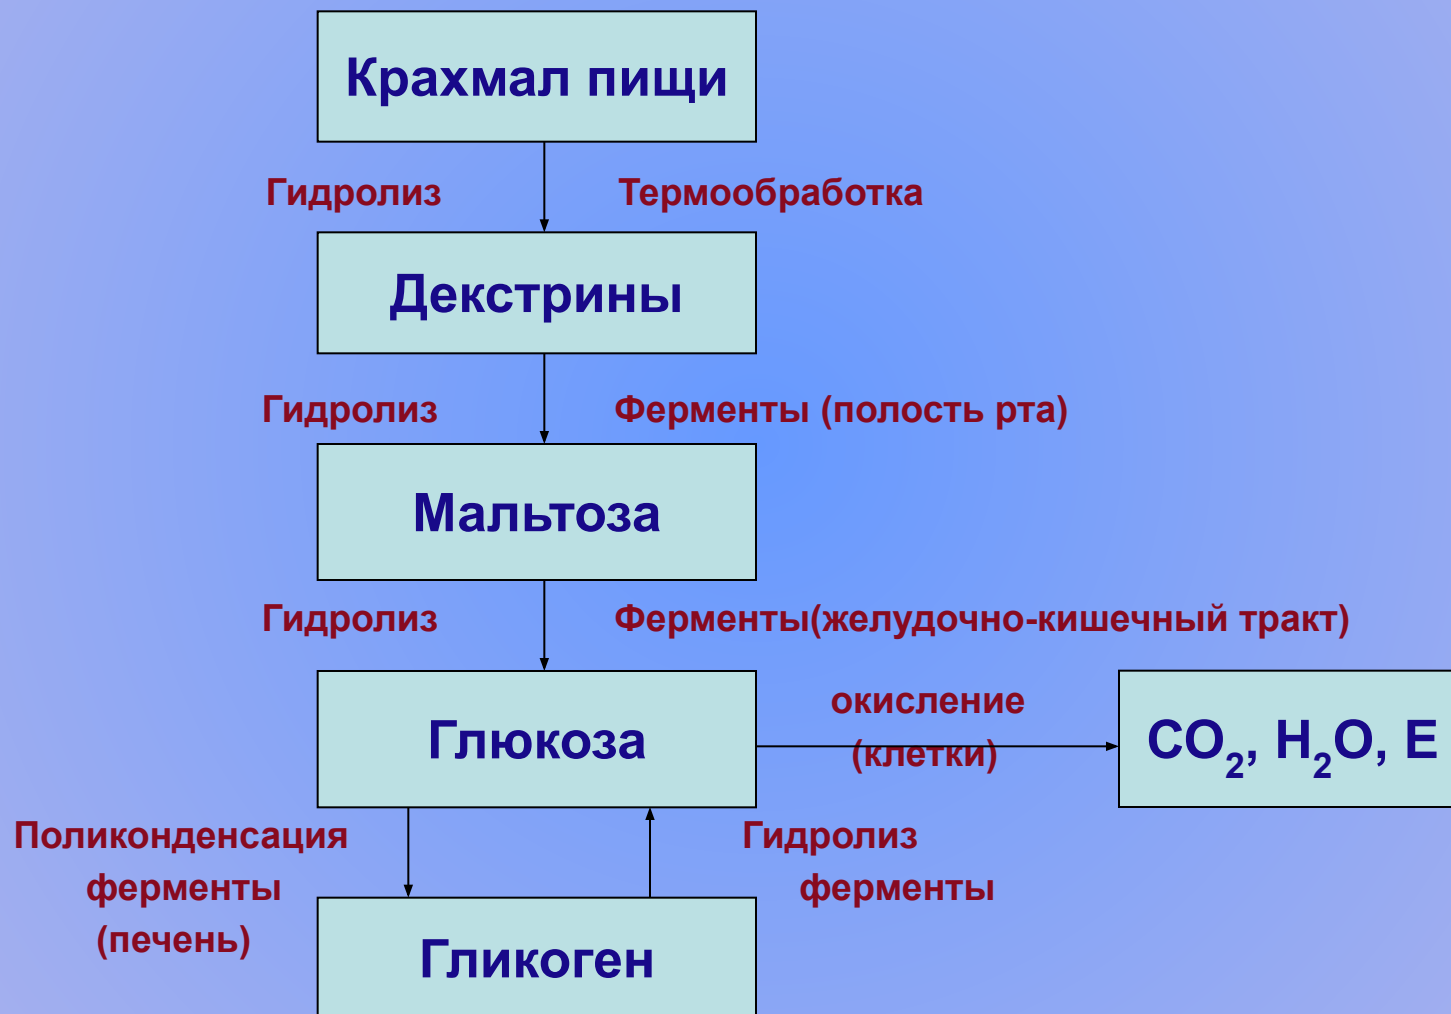 Крахмал пищи
Гидролиз Термообработка
Декстрины
Гидролиз Ферменты (полость рта)
Мальтоза
Гидролиз Ферменты(желудочно-кишечный тракт)
Глюкоза
окисление
(клетки)
CO₂, H₂O, E
Поликонденсация
ферменты
(печень)
Гидролиз
ферменты
Гликоген